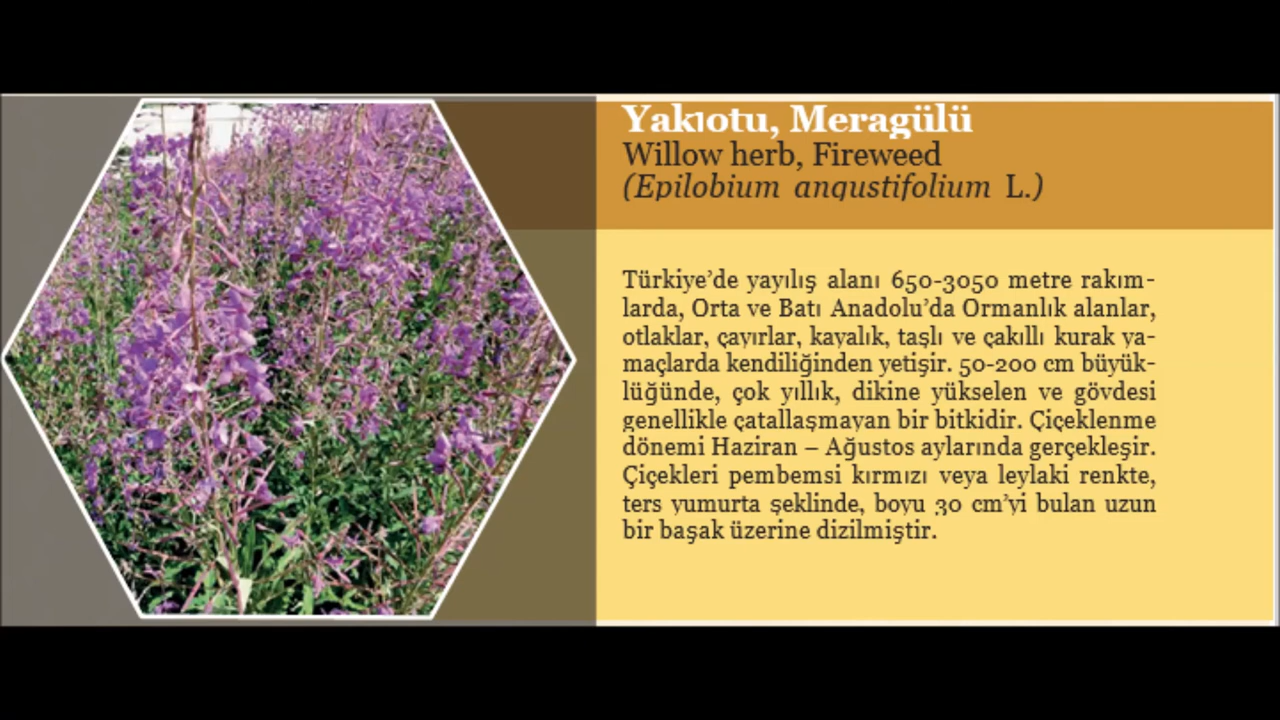 Yakıotu, Meragülü
Willow herb, Fireweed
(Epilobium angustifolium L.)
Türkiye’de yayılış alanı 650-3050 metre rakım-
larda, Orta ve Batı Anadolu’da Ormanlık alanlar,
otlaklar, çayırlar, kayalık, taşlı ve çakıllı kurak ya-
maçlarda kendiliğinden yetişir. 50-200 cm büyük-
lüğünde, çok yıllık, dikine yükselen ve gövdesi
genellikle çatallaşmayan bir bitkidir. Çiçeklenme
dönemi Haziran – Ağustos aylarında gerçekleşir.
Çiçekleri pembemsi kırmızı veya leylaki renkte,
ters yumurta şeklinde, boyu 30 cm’yi bulan uzun
bir başak üzerine dizilmiştir.